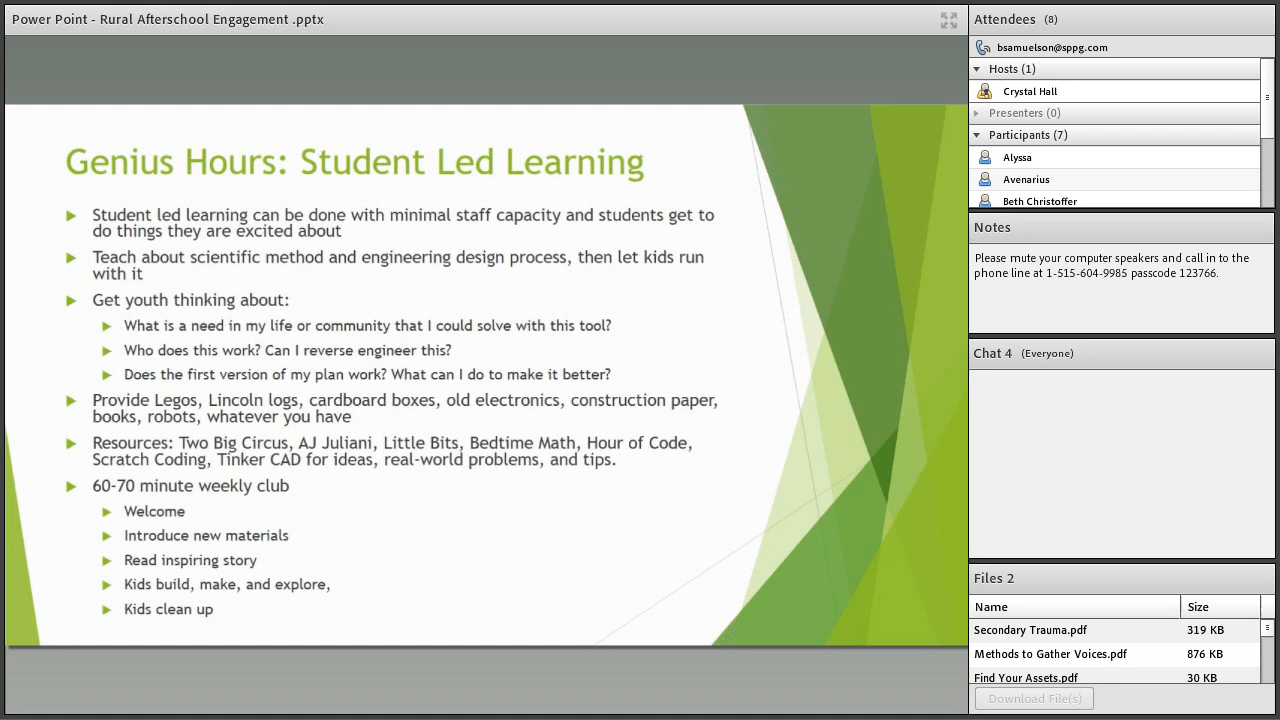 Power Point - Rural Afterschool Engagement .pptx
Genius Hours: Student Led Learning
Student led learning can be done with minimal staff capacity and students get to
do things they are excited about
Teach about scientific method and engineering design process, then let kids run
with it
Get youth thinking about:
What is a need in my life or community that I could solve with this tool?
Who does this work? Can I reverse engineer this?
Does the first version of my plan work? What can I do to make it better?
Provide Legos, Lincoln logs, cardboard boxes, old electronics, construction paper,
books, robots, whatever you have
Resources: Two Big Circus, AJ Juliani, Little Bits, Bedtime Math, Hour of Code,
Scratch Coding, Tinker CAD for ideas, real-world problems, and tips.
60-70 minute weekly club
Welcome
Introduce new materials
Read inspiring story
Kids build, make, and explore,
Kids clean up
Attendees (8)
bsamuelson@sppg.com
Hosts (1)
Crystal Hall
Presenters (0)
Participants (7)
Alyssa
Avenarius
Beth Christoffer
Notes
Please mute your computer speakers and call in to the
phone line at 1-515-604-9985 passcode 123766.
Chat 4 (Everyone)
Files 2
Name Size
Secondary Trauma.pdf 319 KB
Methods to Gather Voices.pdf 876 KB
Find Your Assets.pdf 30 KB
Download File(s)